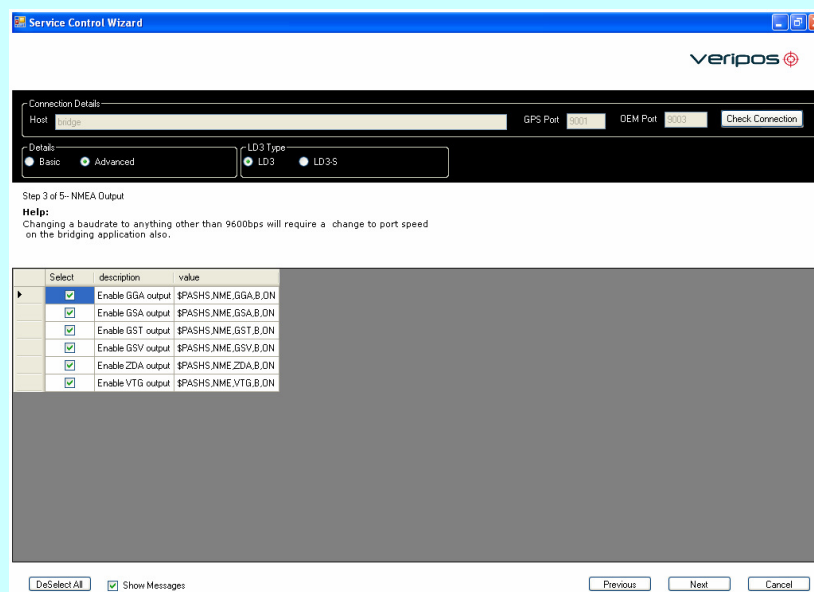 Service Control Wizard
veripos
Connection Details
Host bridge GPS Port 9001 OEM Port 9003 Check Connection
Details LD3 Type
Basic Advanced LD3 LD3-S
Step 3 of 5-- NMEA Output
Help:
Changing a baudrate to anything other than 9600bps will require a change to port speed
on the bridging application also.
Select description value
Enable GGA output $PASHS,NME,GGA,B,ON
Enable GSA output $PASHS,NME,GSA,B,ON
Enable GST output $PASHS,NME,GST,B,ON
Enable GSV output $PASHS,NME,GSV,B,ON
Enable ZDA output $PASHS,NME,ZDA,B,ON
Enable VTG output $PASHS,NME,VTG,B,ON
DeSelect All Show Messages Previous Next Cancel